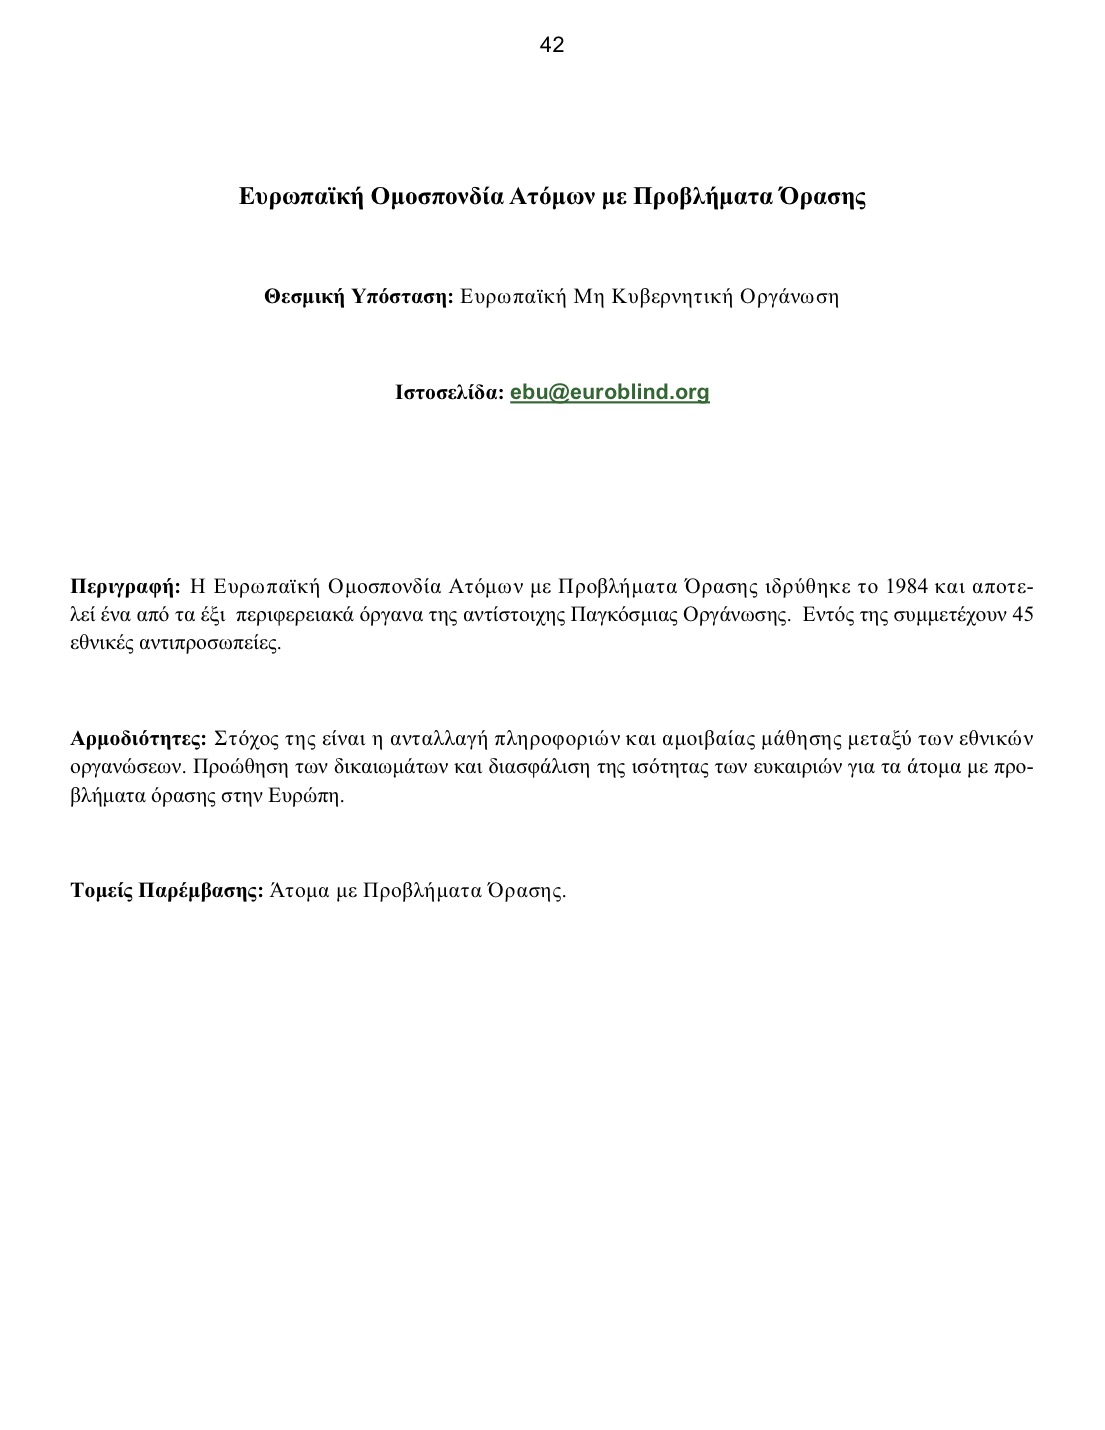 42
Ευρωπαϊκή Ομοσπονδία Ατόμων με Προβλήματα Όρασης
Θεσμική Υπόσταση: Ευρωπαϊκή Μη Κυβερνητική Οργάνωση
Ιστοσελίδα: ebu@euroblind.org
Περιγραφή: Η Ευρωπαϊκή Ομοσπονδία Ατόμων με Προβλήματα Όρασης ιδρύθηκε το 1984 και αποτε-
λεί ένα από τα έξι  περιφερειακά όργανα της αντίστοιχης Παγκόσμιας Οργάνωσης.  Εντός της συμμετέχουν 45
εθνικές αντιπροσωπείες.
Αρμοδιότητες: Στόχος της είναι η ανταλλαγή πληροφοριών και αμοιβαίας μάθησης μεταξύ των εθνικών
οργανώσεων. Προώθηση των δικαιωμάτων και διασφάλιση της ισότητας των ευκαιριών για τα άτομα με προ-
βλήματα όρασης στην Ευρώπη.
Τομείς Παρέμβασης: Άτομα με Προβλήματα Όρασης.